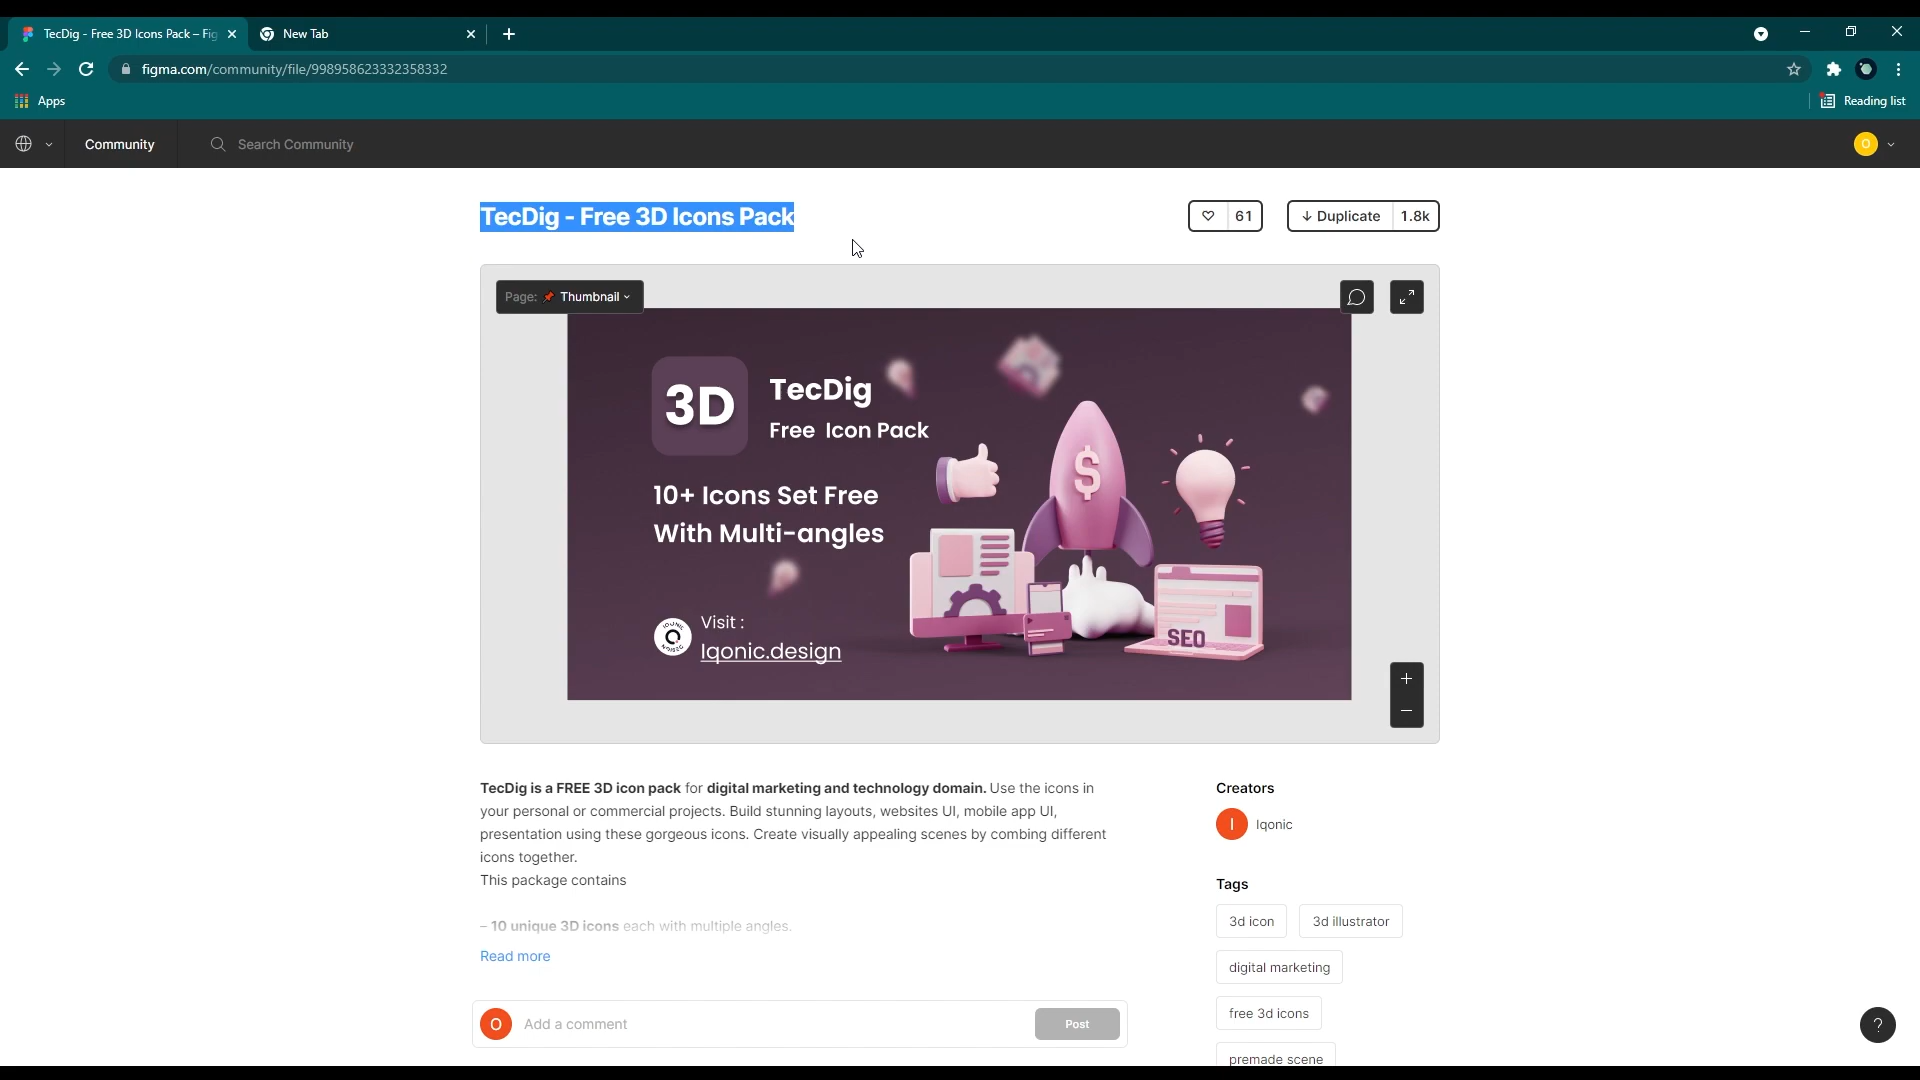 TecDig - Free 3D Icons Pack – Fig
New Tab
figma.com/community/file/998958623332358332
Apps
Reading list
Community
Search Community
O
TecDig - Free 3D Icons Pack
61
↓ Duplicate
1.8k
Page: 📌 Thumbnail
3D
TecDig
Free Icon Pack
10+ Icons Set Free
With Multi-angles
$
SEO
Visit :
Iqonic.design
+
−
TecDig is a FREE 3D icon pack for digital marketing and technology domain. Use the icons in
your personal or commercial projects. Build stunning layouts, websites UI, mobile app UI,
presentation using these gorgeous icons. Create visually appealing scenes by combing different
icons together.
This package contains
– 10 unique 3D icons each with multiple angles.
Read more
O
Add a comment
Post
Creators
I
Iqonic
Tags
3d icon
3d illustrator
digital marketing
free 3d icons
premade scene
?